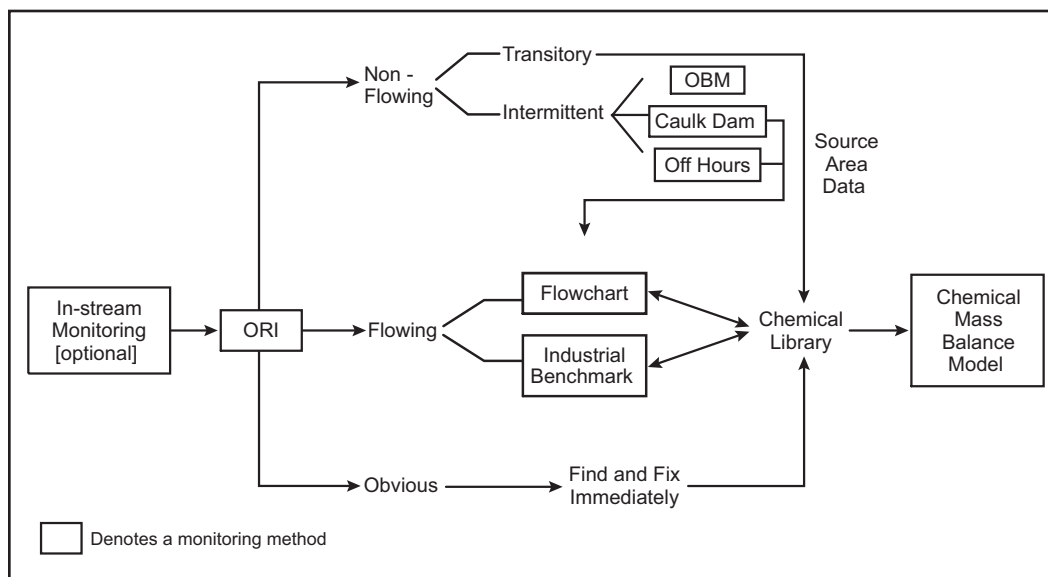 Non -
Flowing
Transitory
Intermittent
OBM
Caulk Dam
Off Hours
Source
Area
Data
In-stream
Monitoring
[optional]
ORI
Flowing
Flowchart
Industrial
Benchmark
Chemical
Library
Chemical
Mass
Balance
Model
Obvious
Find and Fix
Immediately
Denotes a monitoring method